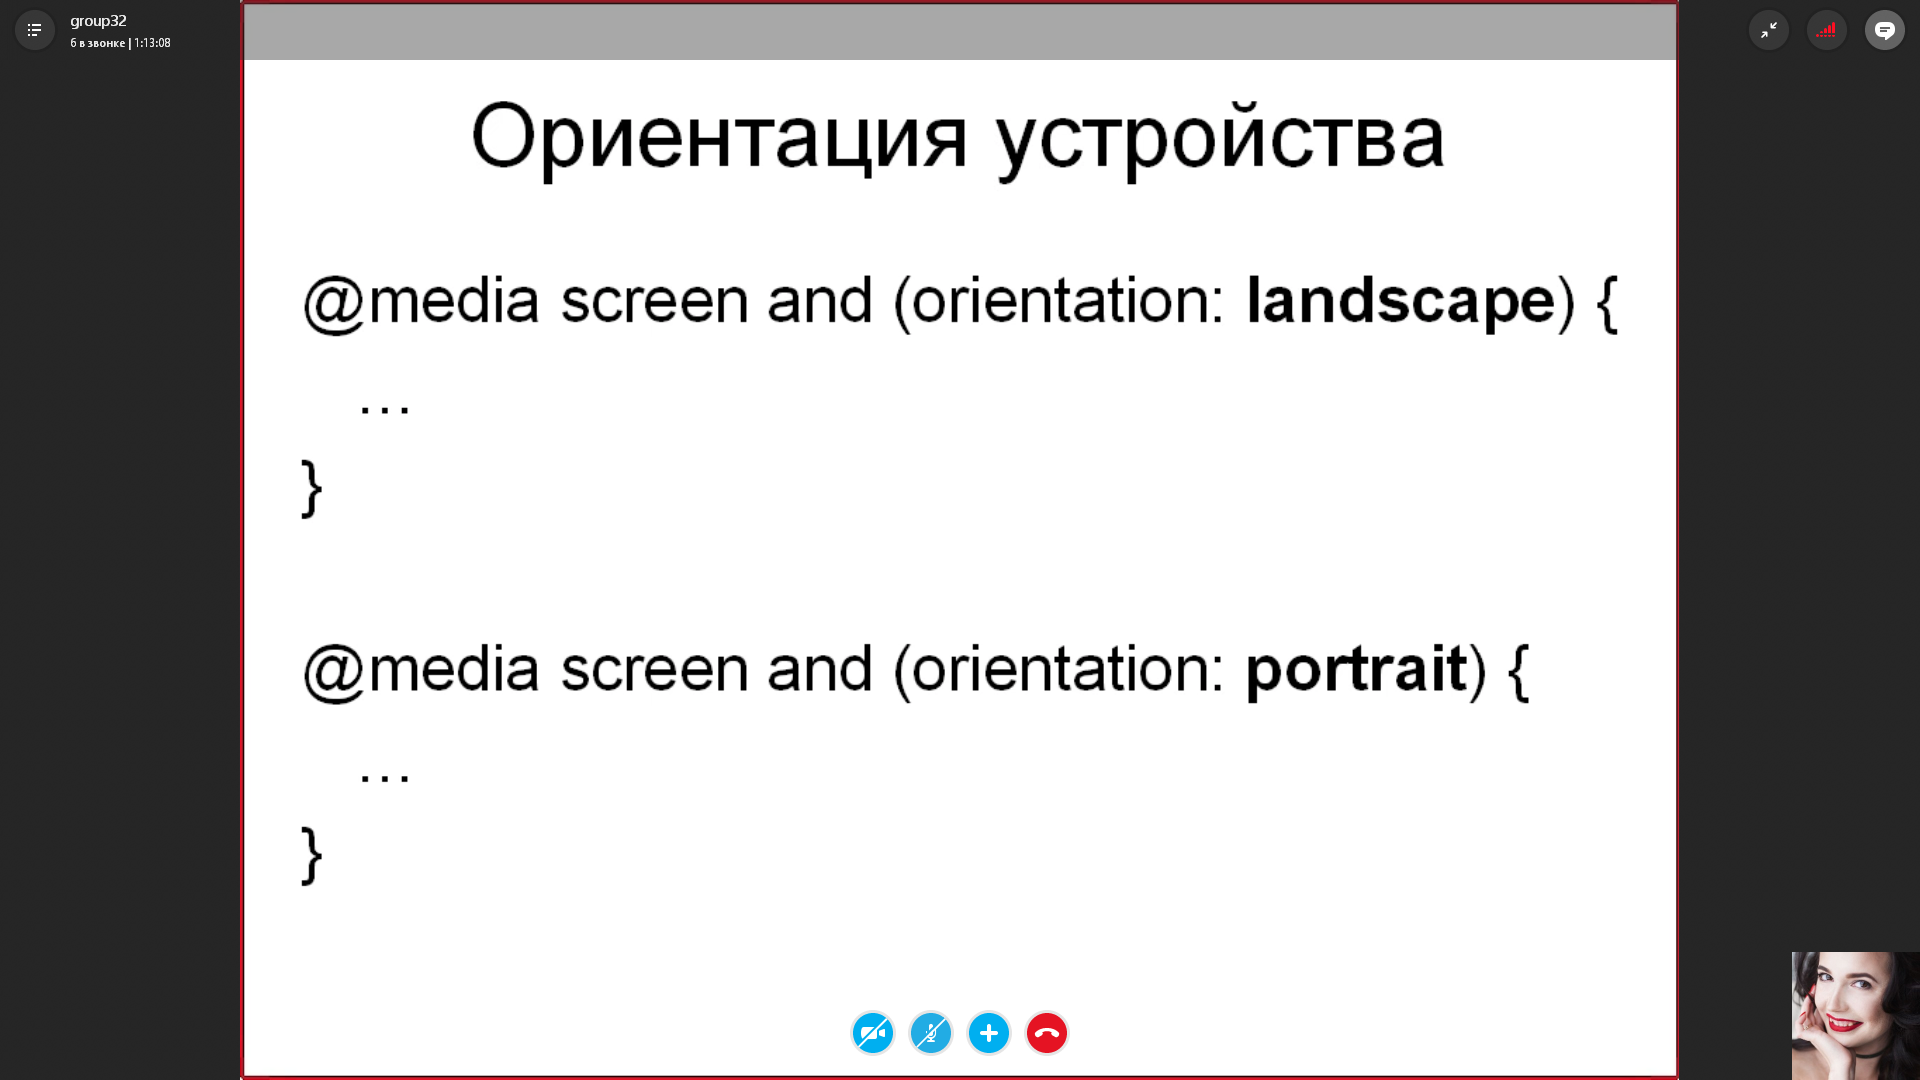 group32
6 в звонке | 1:13:08
Ориентация устройства
@media screen and (orientation: landscape) {
...
}
@media screen and (orientation: portrait) {
...
}